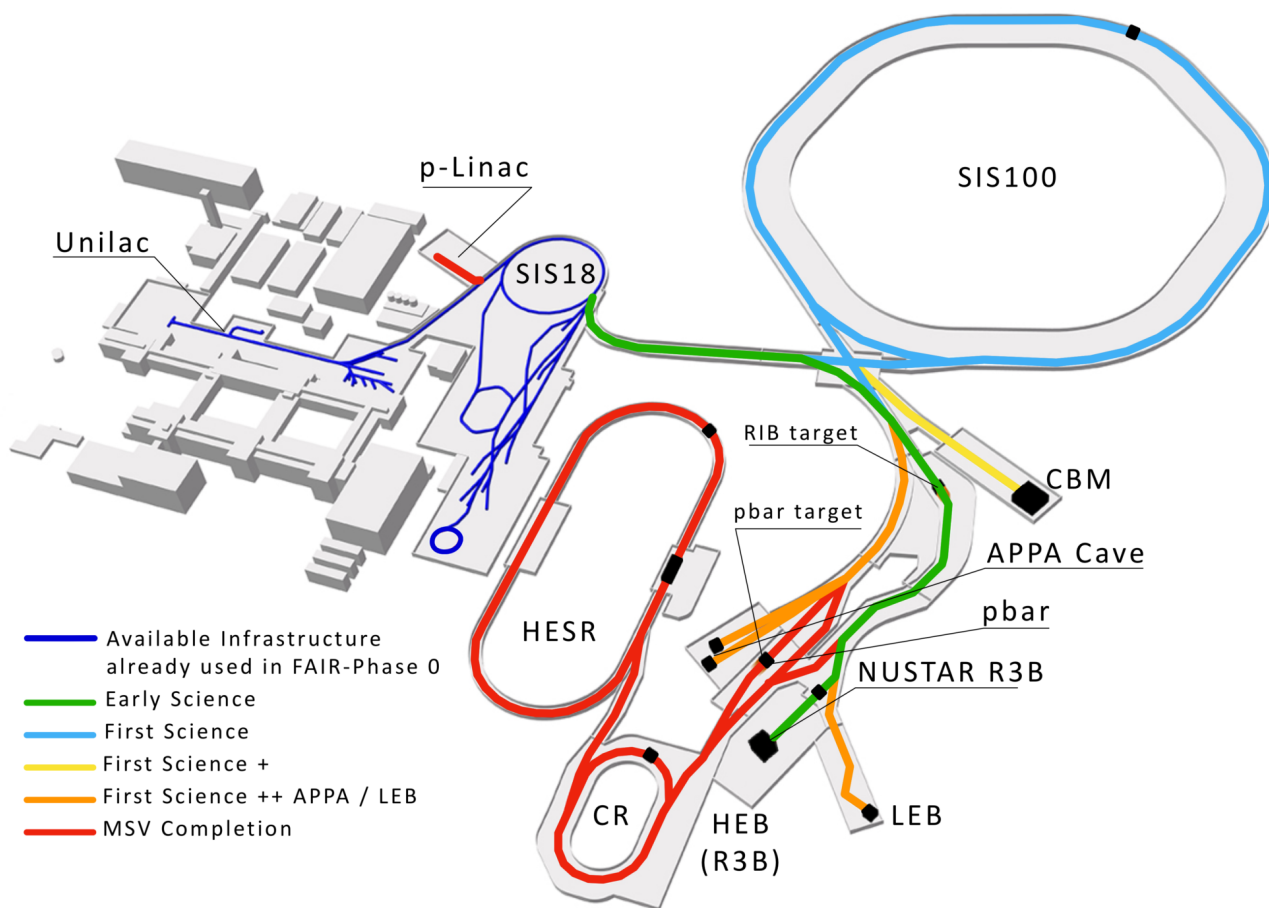 SIS100
p-Linac
Unilac
SIS18
RIB target
CBM
pbar target
APPA Cave
pbar
HESR
NUSTAR R3B
Available Infrastructure
already used in FAIR-Phase 0
Early Science
First Science
First Science +
First Science ++ APPA / LEB
MSV Completion
CR
HEB
(R3B)
LEB